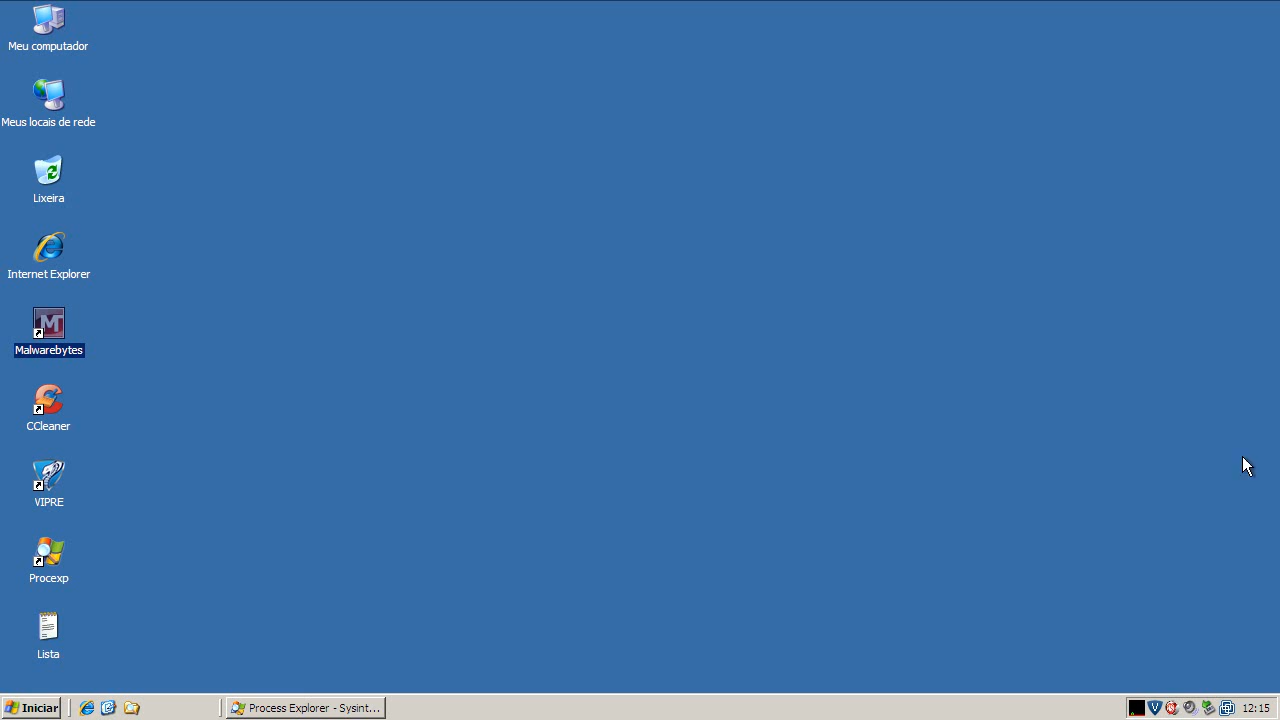 Meu computador
Meus locais de rede
Lixeira
Internet Explorer
Malwarebytes
CCleaner
VIPRE
Procexp
Lista
Iniciar
Process Explorer - Sysint...
12:15